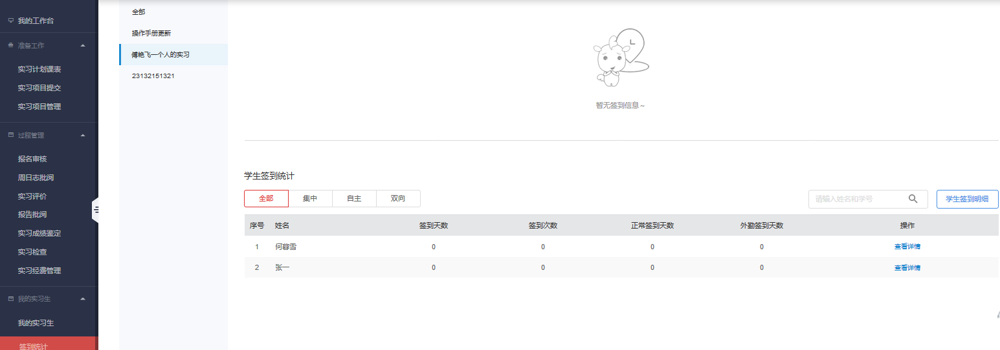 我的工作台
准备工作
实习计划课表
实习项目提交
实习项目管理
过程管理
报名审核
周日志批阅
实习评价
报告批阅
实习成绩鉴定
实习检查
实习经费管理
我的实习生
我的实习生
签到统计
全部
操作手册更新
傅艳飞一个人的实习
23132151321
暂无签到信息~
学生签到统计
全部 集中 自主 双向 请输入姓名和学号 学生签到明细
序号 姓名 签到天数 签到次数 正常签到天数 外勤签到天数 操作
1 何蓉雪 0 0 0 0 查看详情
2 张一 0 0 0 0 查看详情